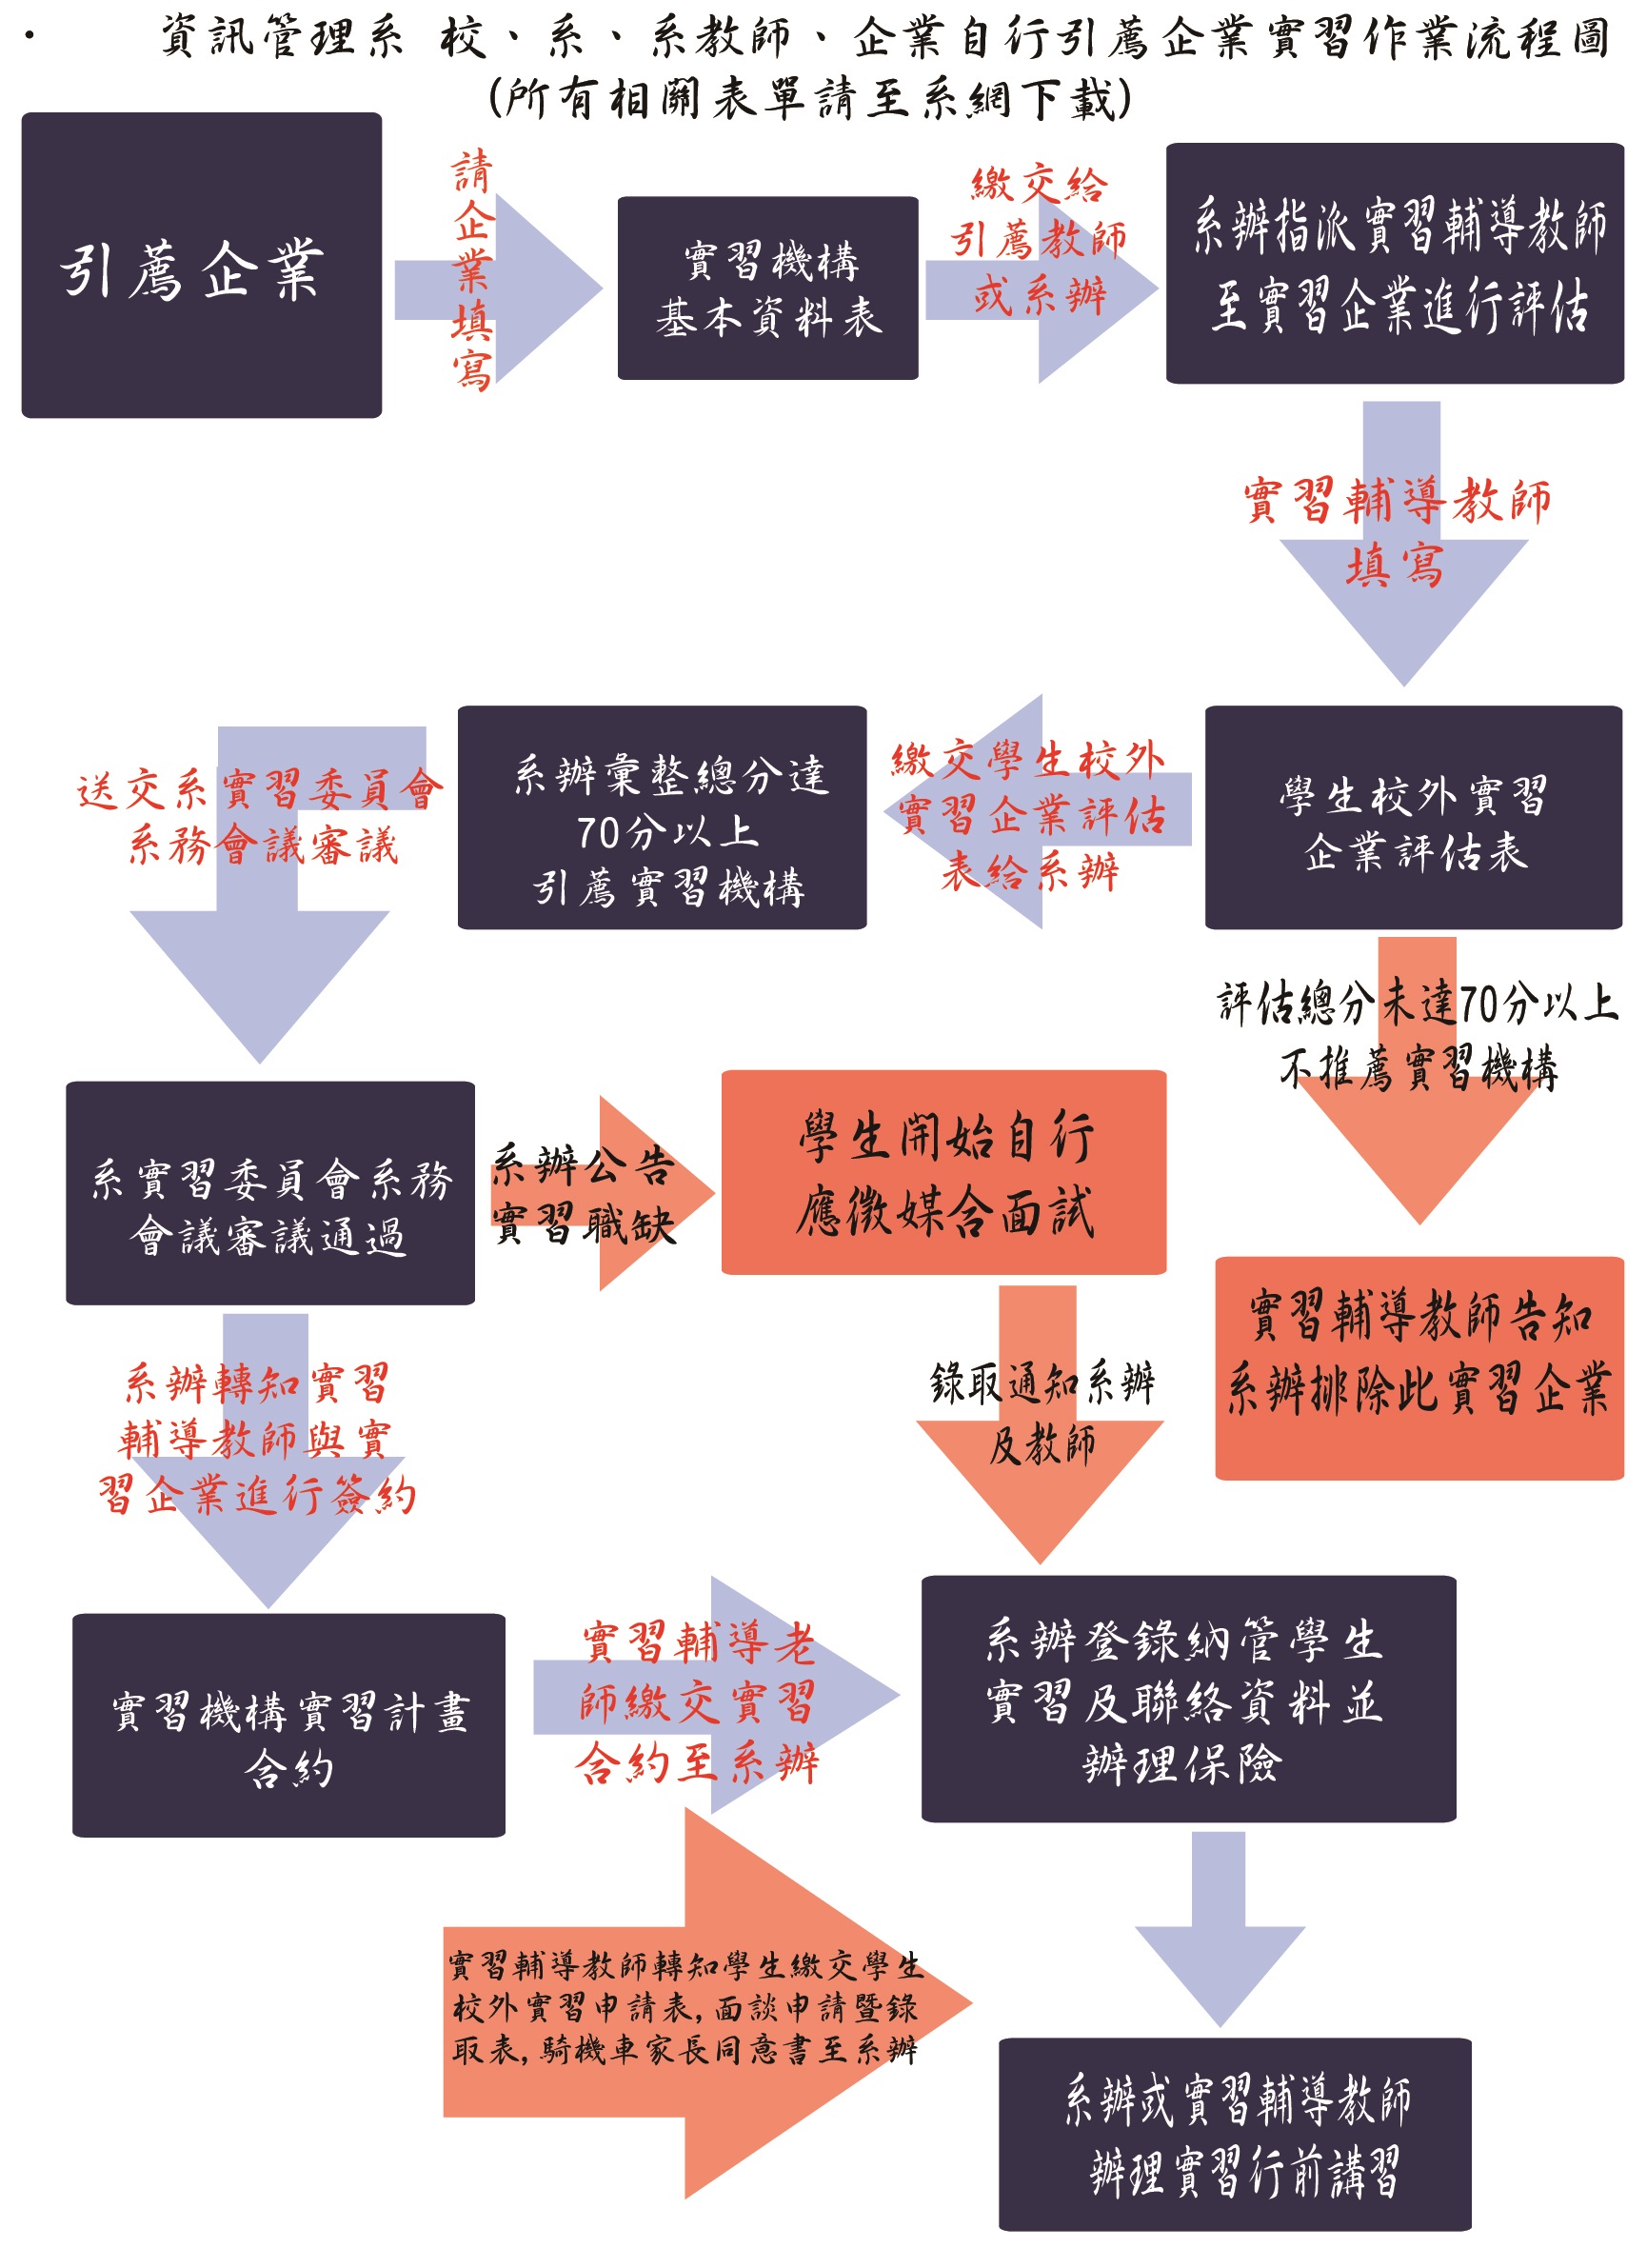 · 資訊管理系 校、系、系教師、企業自行引薦企業實習作業流程圖
(所有相關表單請至系網下載)
引薦企業
請
企
業
填
寫
實習機構
基本資料表
繳交給
引薦教師
或系辦
系辦指派實習輔導教師
至實習企業進行評估
實習輔導教師
填寫
學生校外實習
企業評估表
繳交學生校外
實習企業評估
表給系辦
系辦彙整總分達
70分以上
引薦實習機構
送交系實習委員會
系務會議審議
評估總分未達70分以上
不推薦實習機構
實習輔導教師告知
系辦排除此實習企業
系實習委員會系務
會議審議通過
系辦公告
實習職缺
學生開始自行
應徵媒合面試
錄取通知系辦
及教師
系辦轉知實習
輔導教師與實
習企業進行簽約
實習機構實習計畫
合約
實習輔導老
師繳交實習
合約至系辦
系辦登錄納管學生
實習及聯絡資料並
辦理保險
實習輔導教師轉知學生繳交學生
校外實習申請表,面談申請暨錄
取表,騎機車家長同意書至系辦
系辦或實習輔導教師
辦理實習行前講習